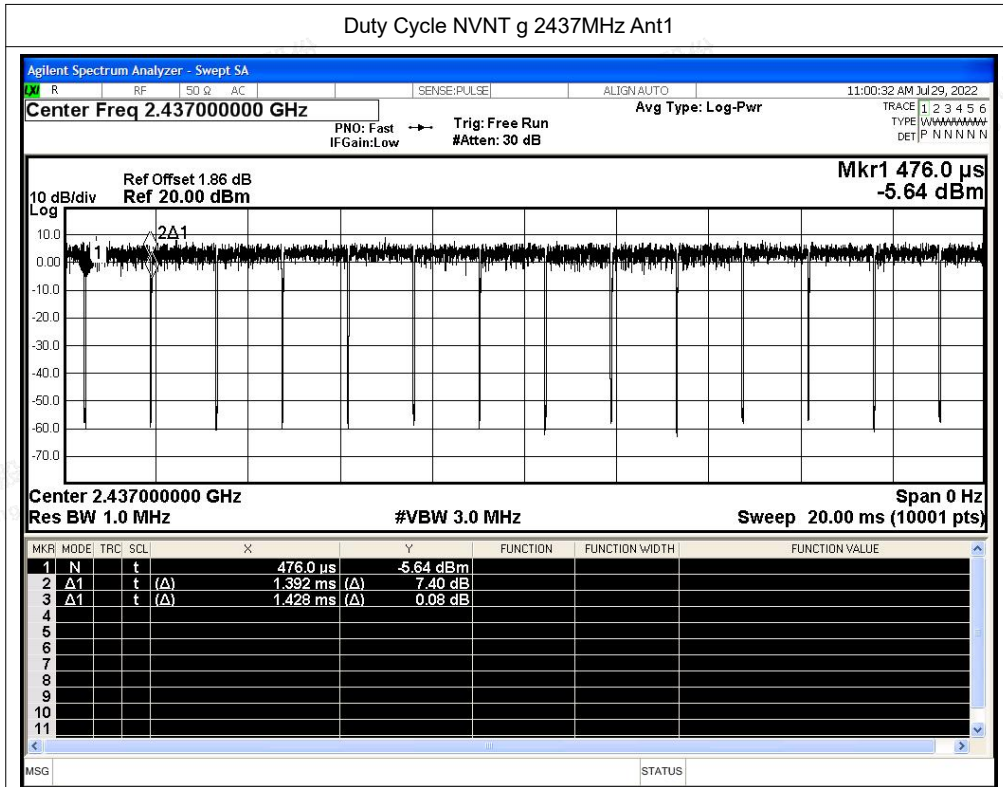 Duty Cycle NVNT g 2437MHz Ant1
Agilent Spectrum Analyzer - Swept SA
LXI R RF 50 Ω AC SENSE:PULSE ALIGN AUTO 11:00:32 AM Jul 29, 2022
Center Freq 2.437000000 GHz Avg Type: Log-Pwr TRACE 1 2 3 4 5 6
PNO: Fast Trig: Free Run TYPE WWWWWW
IFGain:Low #Atten: 30 dB DET P N N N N N
Mkr1 476.0 µs
Ref Offset 1.86 dB
10 dB/div Ref 20.00 dBm -5.64 dBm
Log
10.0
0.00
-10.0
-20.0
-30.0
-40.0
-50.0
-60.0
-70.0
1 2Δ1
Center 2.437000000 GHz Span 0 Hz
Res BW 1.0 MHz #VBW 3.0 MHz Sweep 20.00 ms (10001 pts)
MKR MODE TRC SCL X Y FUNCTION FUNCTION WIDTH FUNCTION VALUE
1 N t 476.0 µs -5.64 dBm
2 Δ1 t (Δ) 1.392 ms (Δ) 7.40 dB
3 Δ1 t (Δ) 1.428 ms (Δ) 0.08 dB
4
5
6
7
8
9
10
11
MSG STATUS